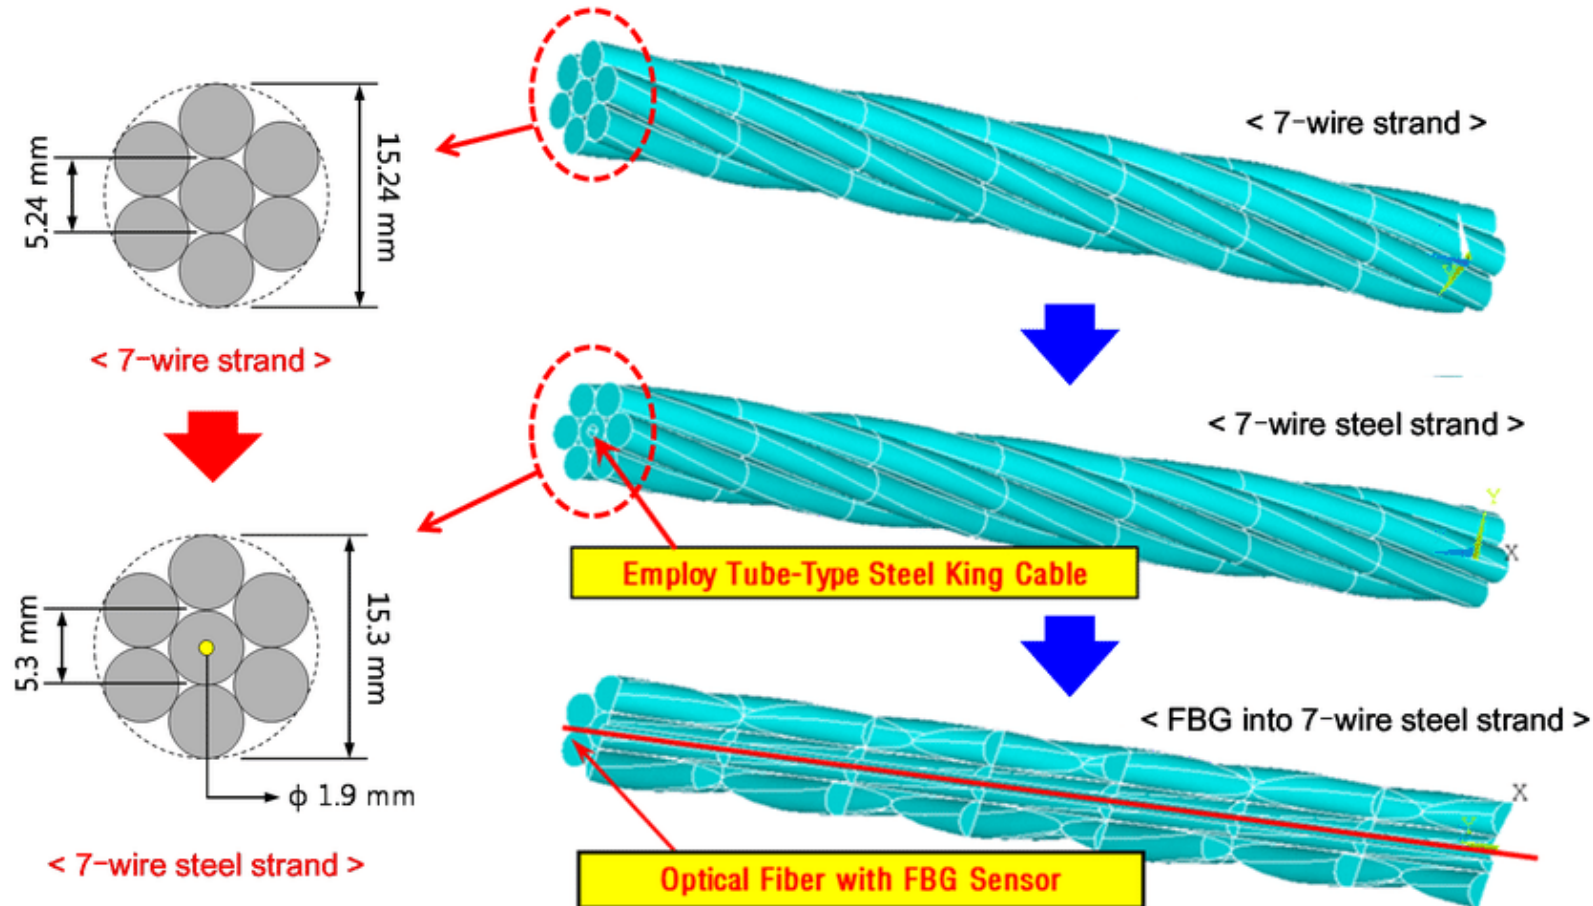 < 7-wire strand >
5.24 mm
15.24 mm
< 7-wire strand >
< 7-wire steel strand >
Employ Tube-Type Steel King Cable
Y
X
5.3 mm
15.3 mm
ϕ 1.9 mm
< 7-wire steel strand >
< FBG into 7-wire steel strand >
X
Y
Optical Fiber with FBG Sensor